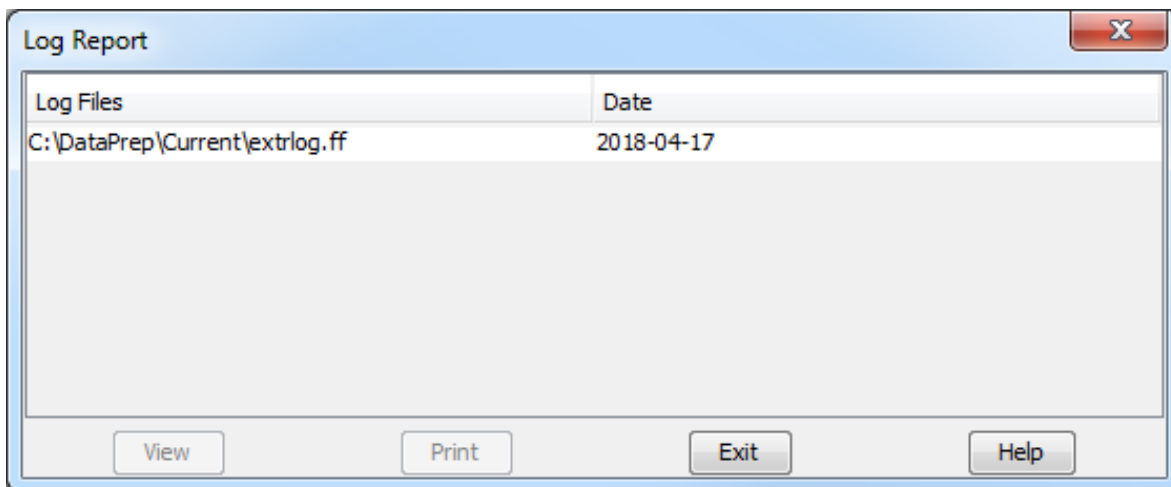 Log Report
Log Files Date
C:\DataPrep\Current\extrlog.ff 2018-04-17
View Print Exit Help